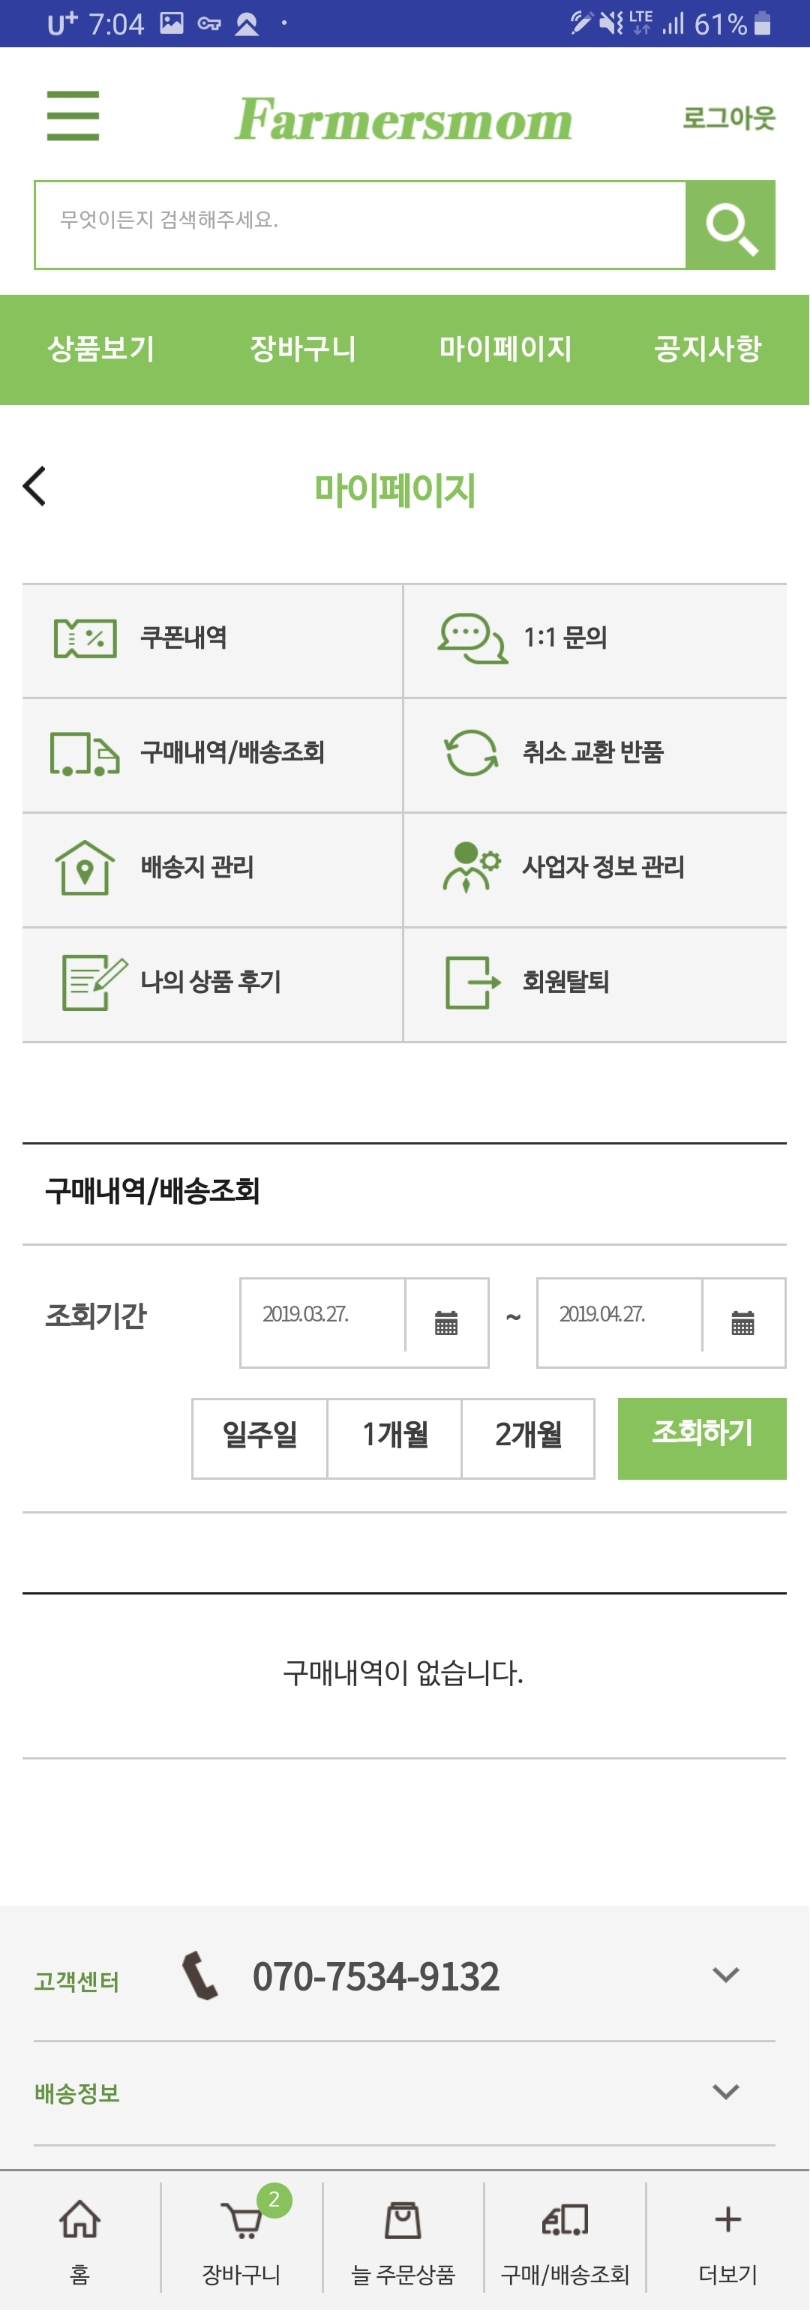 U+ 7:04 LTE 61%
Farmersmom
로그아웃
무엇이든지 검색해주세요.
상품보기 장바구니 마이페이지 공지사항
마이페이지
쿠폰내역 1:1 문의
구매내역/배송조회 취소 교환 반품
배송지 관리 사업자 정보 관리
나의 상품 후기 회원탈퇴
구매내역/배송조회
조회기간 2019.03.27. ~ 2019.04.27.
일주일 1개월 2개월 조회하기
구매내역이 없습니다.
고객센터 070-7534-9132
배송정보
2
홈 장바구니 늘 주문상품 구매/배송조회 더보기